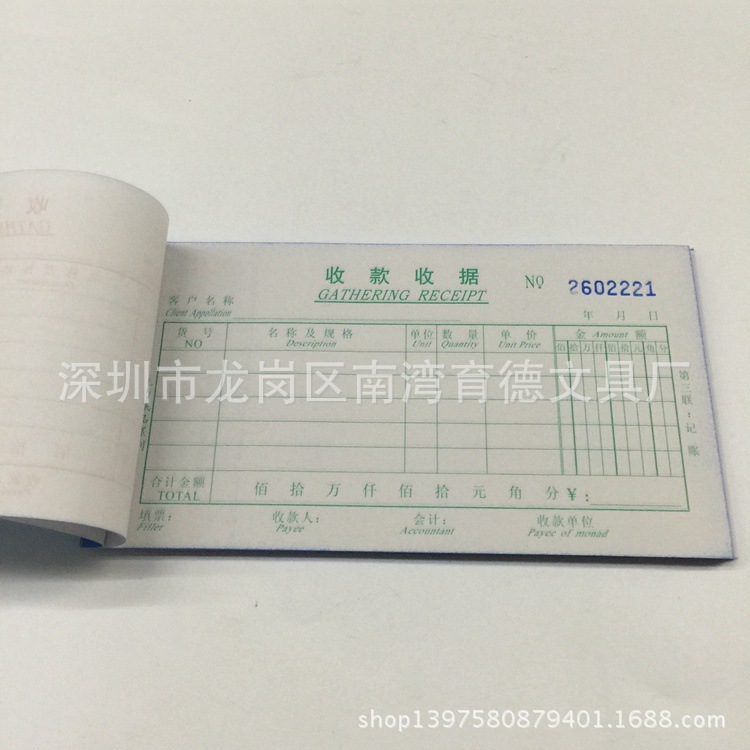 收款收据
GATHERING RECEIPT
NO 2602221
客户名称
Client Appellation
年 月 日
货号 名称及规格 单位 数量 单价 金 Amount 额
NO Description Unit Quantity Unit Price 佰拾万仟佰拾元角分
深圳市龙岗区南湾育德文具厂
第三联：记账
合计金额 佰 拾 万 仟 佰 拾 元 角 分 ¥：
TOTAL
填票： 收款人： 会计： 收款单位
Filler Payee Accountant Payee of monad
shop1397580879401.1688.com